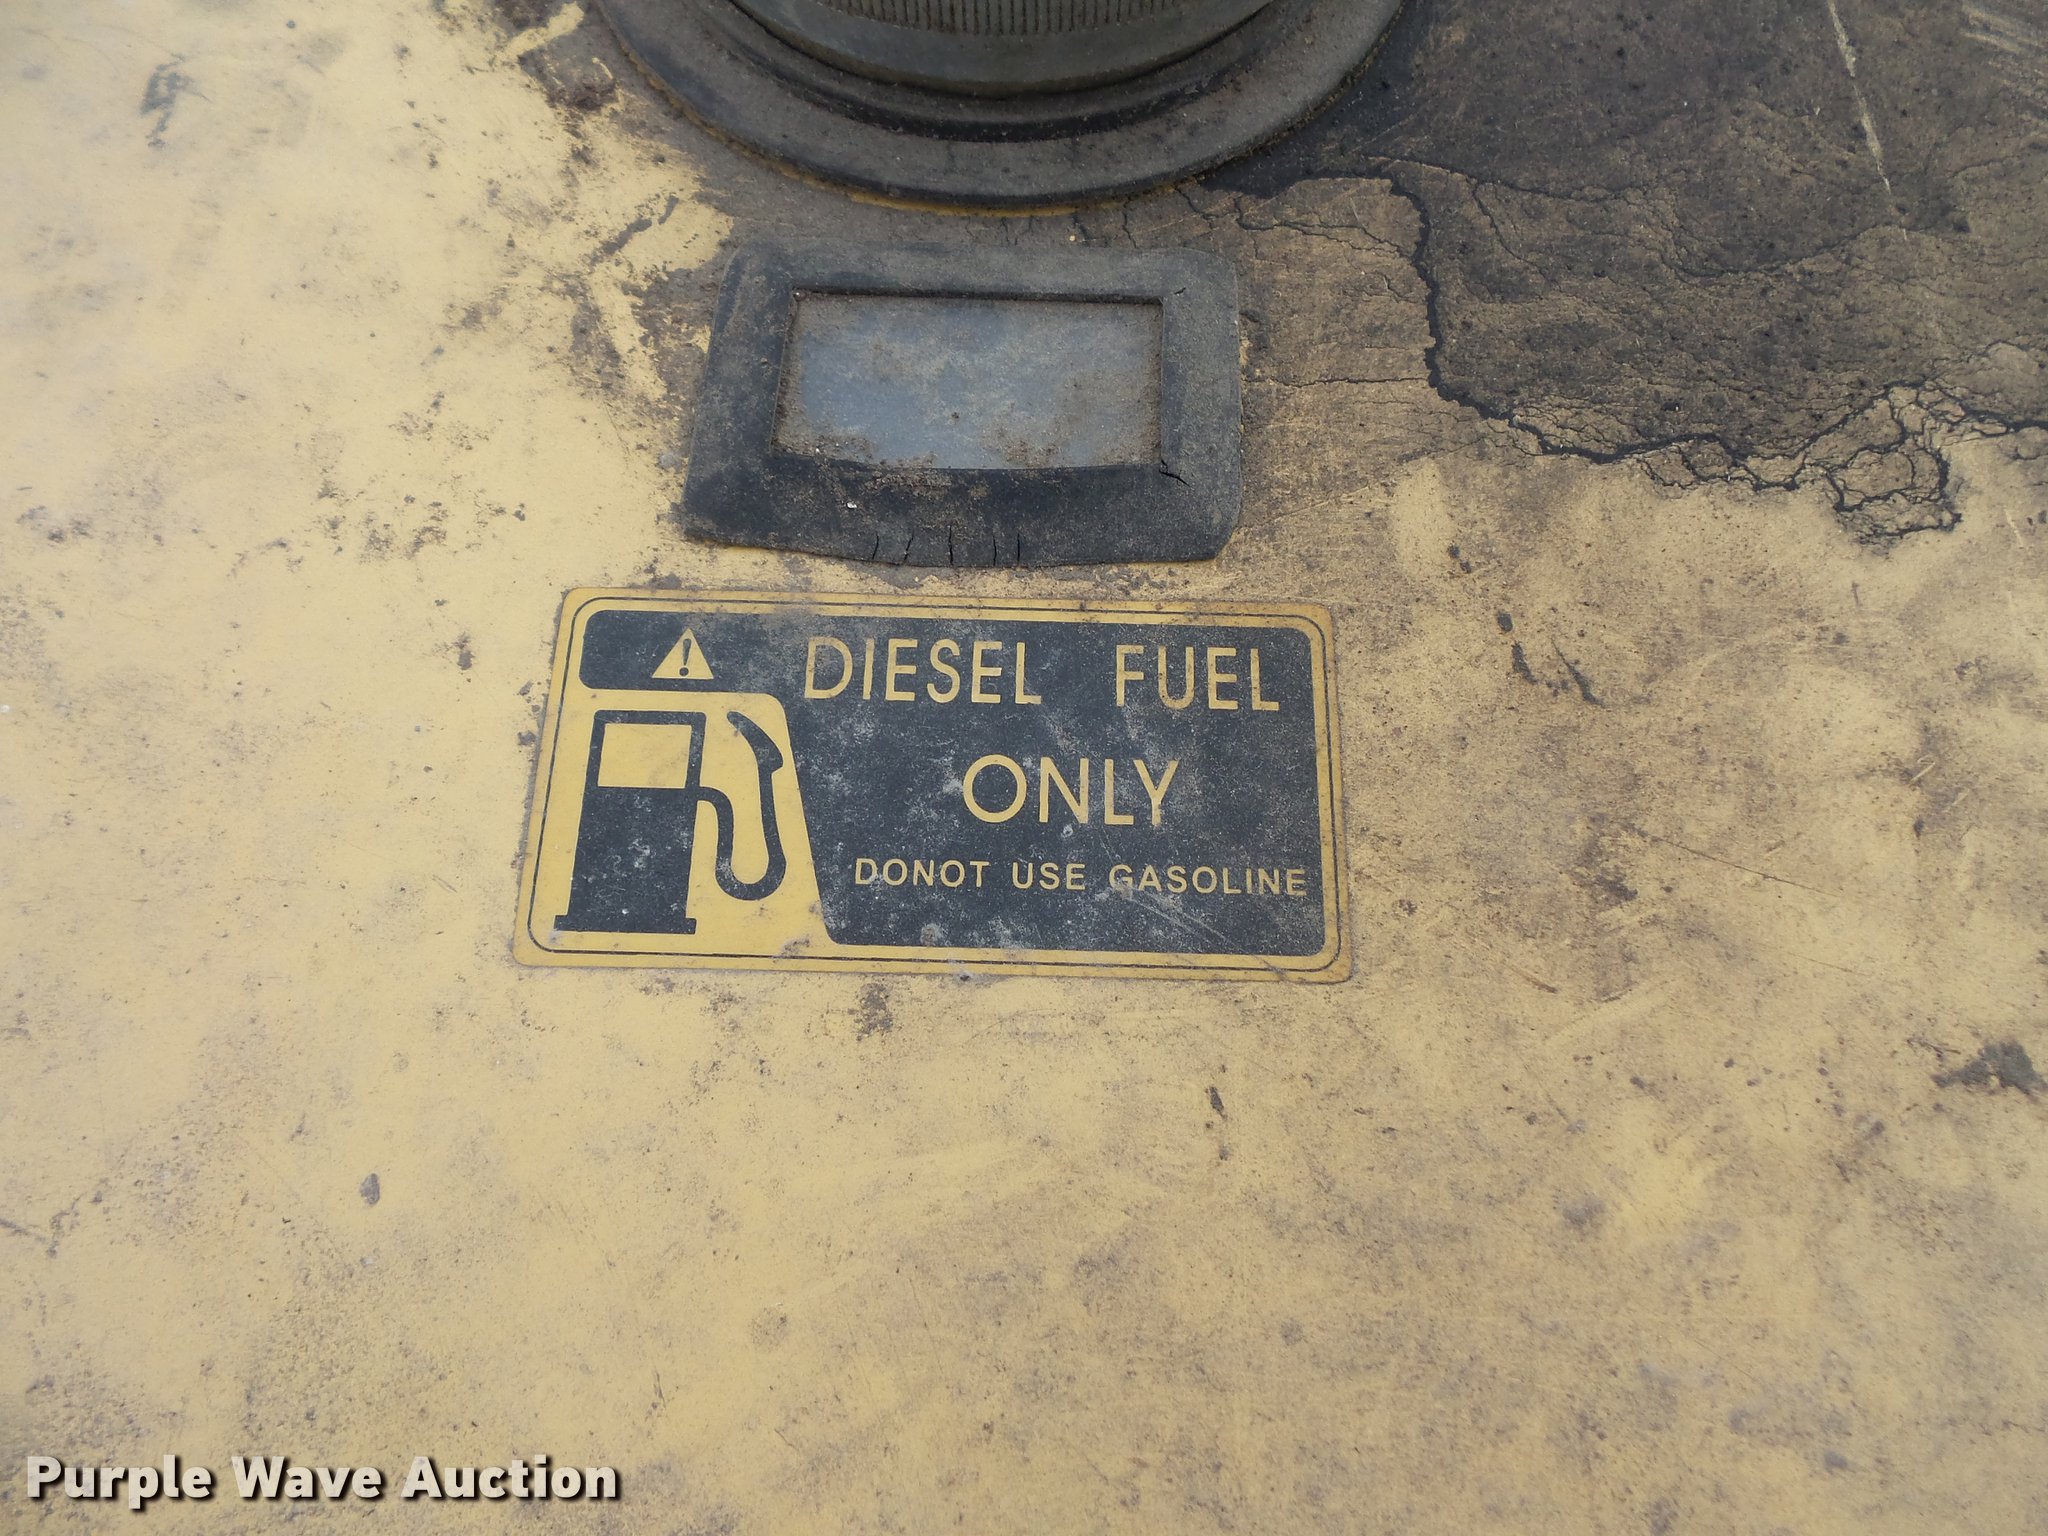 DIESEL FUEL
ONLY
DONOT USE GASOLINE
Purple Wave Auction